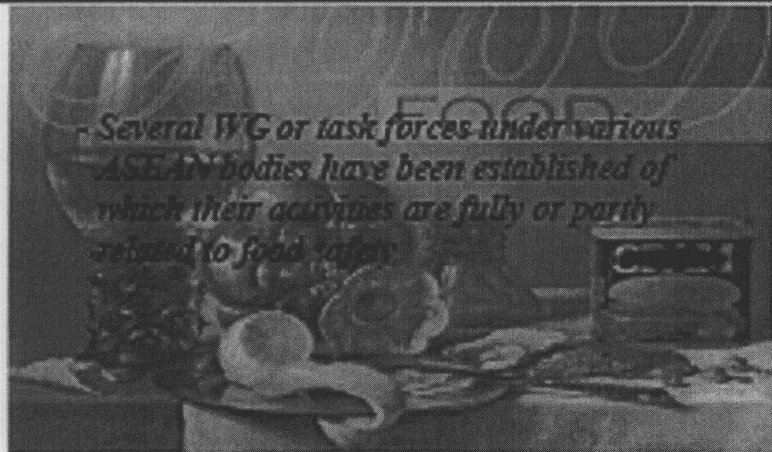 FOOD
- Several WG or task forces under various
ASEAN bodies have been established of
which their activities are fully or partly
related to food safety